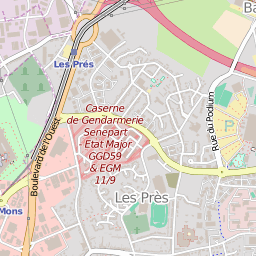 Ba
Les Prés
Caserne
de Gendarmerie
Senepart
Etat Major
GGD59
& EGM
11/9
Boulevard de l'Ouest
Rue du Podium
P
Mons
Les Près